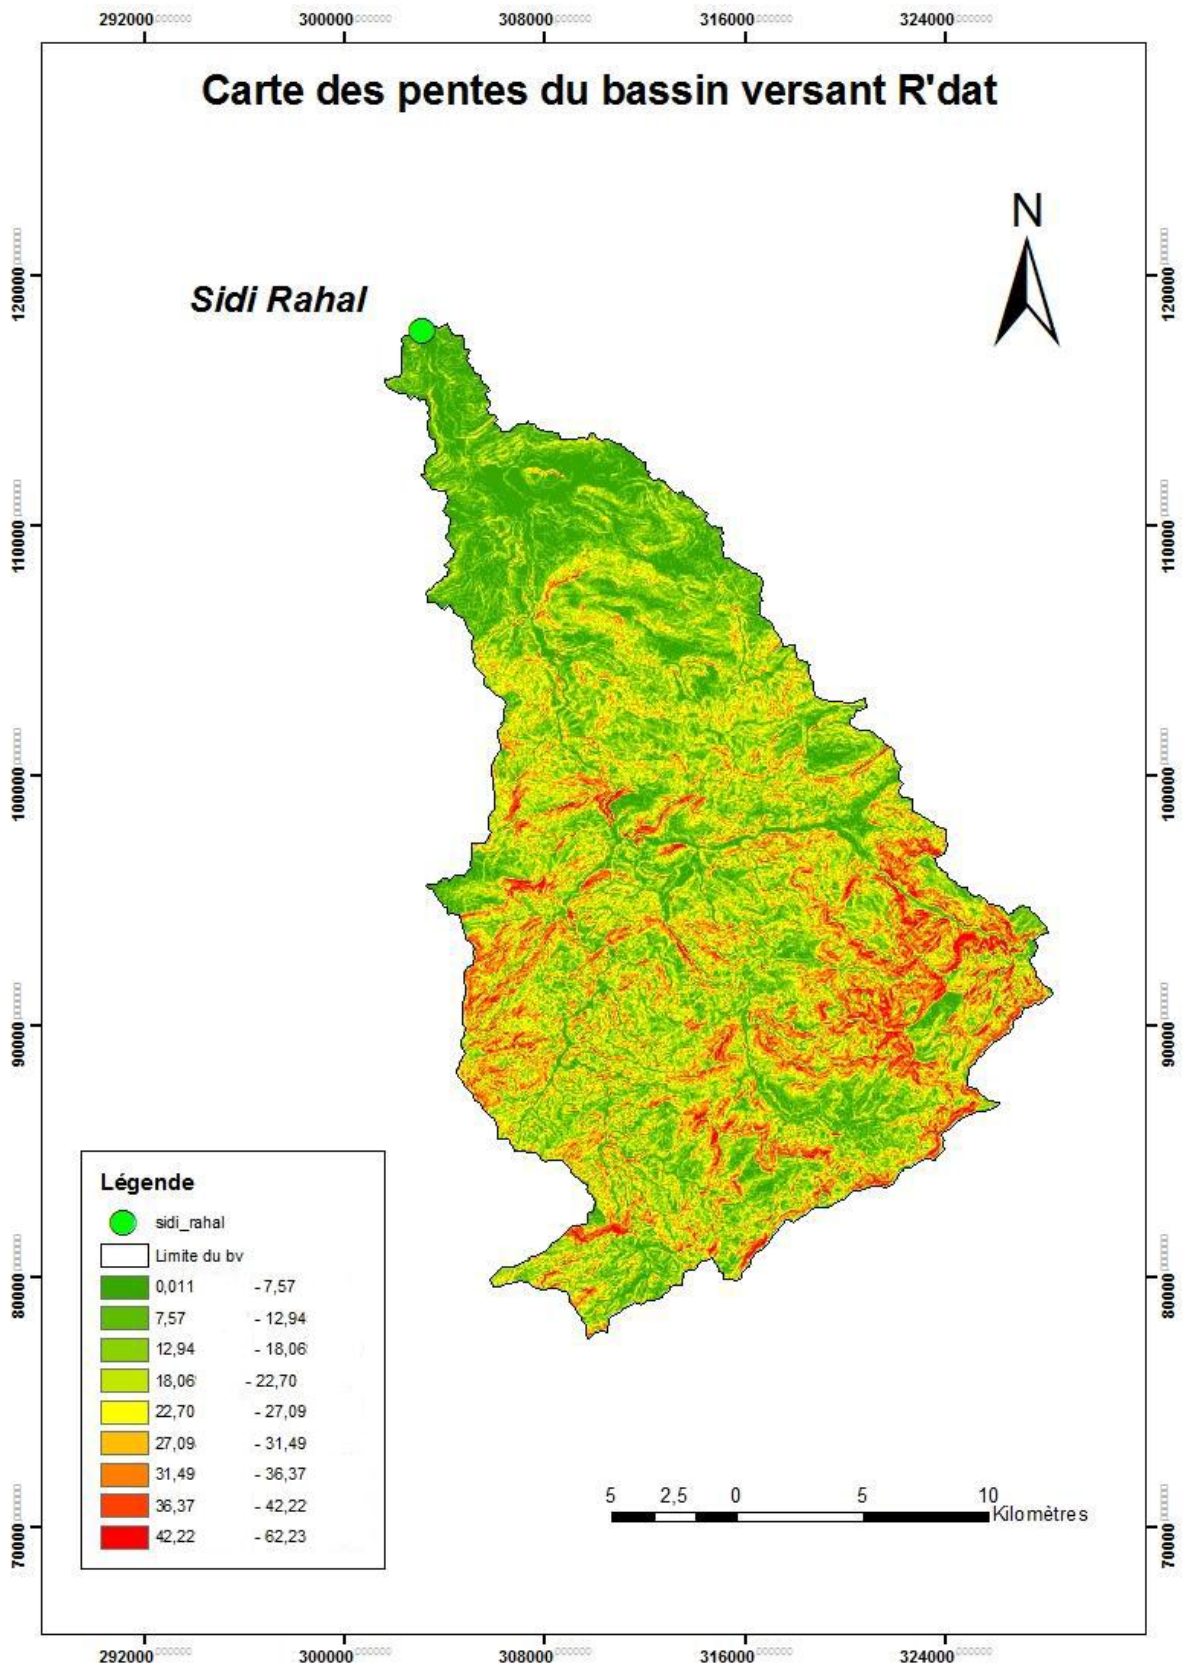 292000 300000 308000 316000 324000
Carte des pentes du bassin versant R'dat
N
120000 120000
Sidi Rahal
110000 110000
100000 100000
90000 90000
Légende
sidi_rahal
Limite du bv
0,011 - 7,57
7,57 - 12,94
12,94 - 18,06
18,06 - 22,70
22,70 - 27,09
27,09 - 31,49
31,49 - 36,37
36,37 - 42,22
42,22 - 62,23
80000 80000
5 2,5 0 5 10
Kilomètres
70000 70000
292000 300000 308000 316000 324000